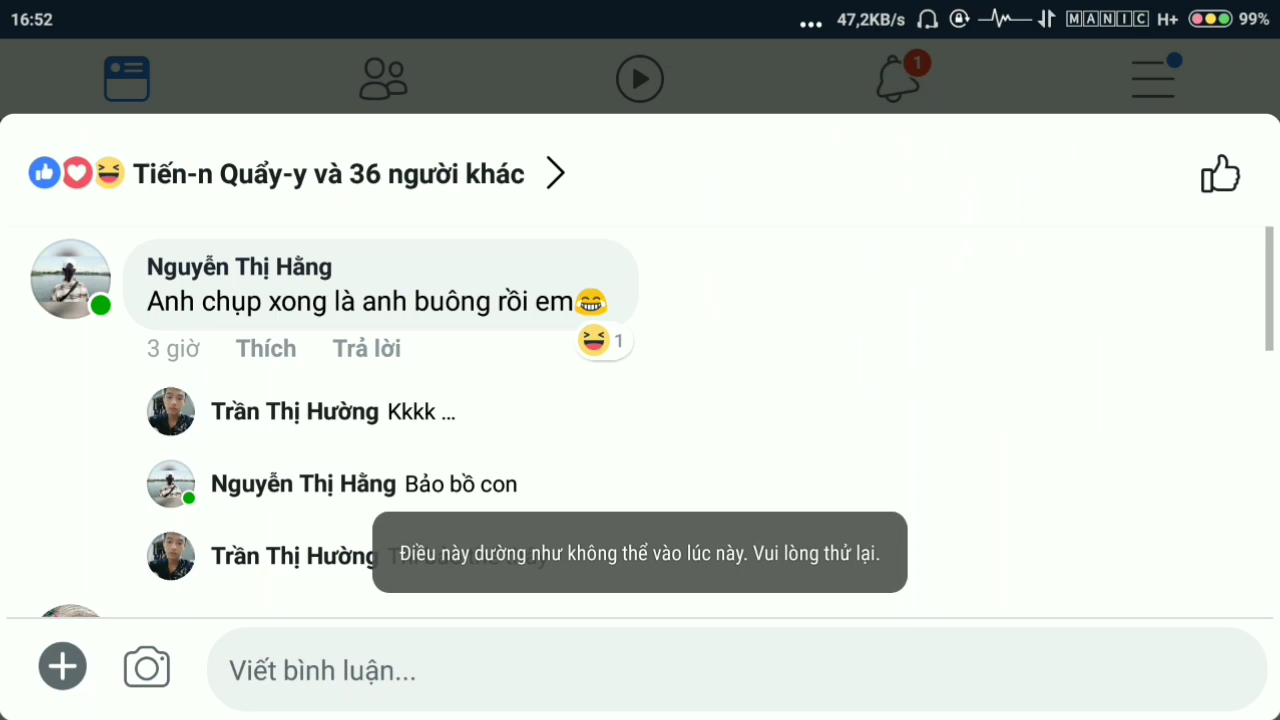 16:52
... 47,2KB/s MANIC H+ 99%
1
Tiến-n Quẩy-y và 36 người khác
Nguyễn Thị Hằng
Anh chụp xong là anh buông rồi em😂
3 giờ Thích Trả lời 1
Trần Thị Hường Kkkk ...
Nguyễn Thị Hằng Bảo bồ con
Trần Thị Hường
Điều này dường như không thể vào lúc này. Vui lòng thử lại.
Viết bình luận...